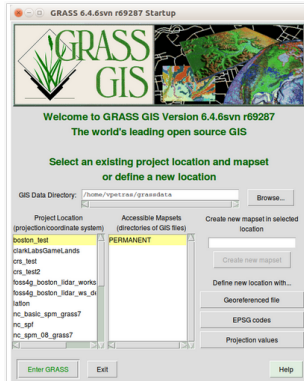 GRASS 6.4.6svn r69287 Startup
GRASS
GIS
Welcome to GRASS GIS Version 6.4.6svn r69287
The world's leading open source GIS
Select an existing project location and mapset
or define a new location
GIS Data Directory: /home/vpetras/grassdata Browse...
Project Location
(projection/coordinate system)
boston_test
clarkLabsGameLands
crs_test
crs_test2
foss4g_boston_lidar_works
foss4g_boston_lidar_ws_de
latlon
nc_basic_spm_grass7
nc_spf
nc_spm_08_grass7
Accessible Mapsets
(directories of GIS files)
PERMANENT
Create new mapset in selected
location
Create new mapset
Define new location with...
Georeferenced file
EPSG codes
Projection values
Enter GRASS Exit Help